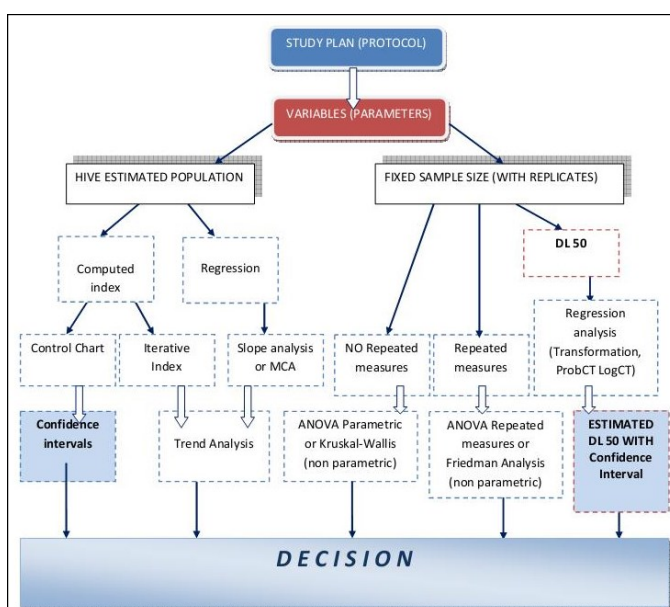 STUDY PLAN (PROTOCOL)
VARIABLES (PARAMETERS)
HIVE ESTIMATED POPULATION
FIXED SAMPLE SIZE (WITH REPLICATES)
DL 50
Computed
index
Regression
Regression
analysis
(Transformation,
ProbCT LogCT)
Control Chart
Iterative
Index
Slope analysis
or MCA
NO Repeated
measures
Repeated
measures
Confidence
intervals
Trend Analysis
ANOVA Parametric
or Kruskal-Wallis
(non parametric)
ANOVA Repeated
measures or
Friedman Analysis
(non parametric)
ESTIMATED
DL 50 WITH
Confidence
Interval
DECISION